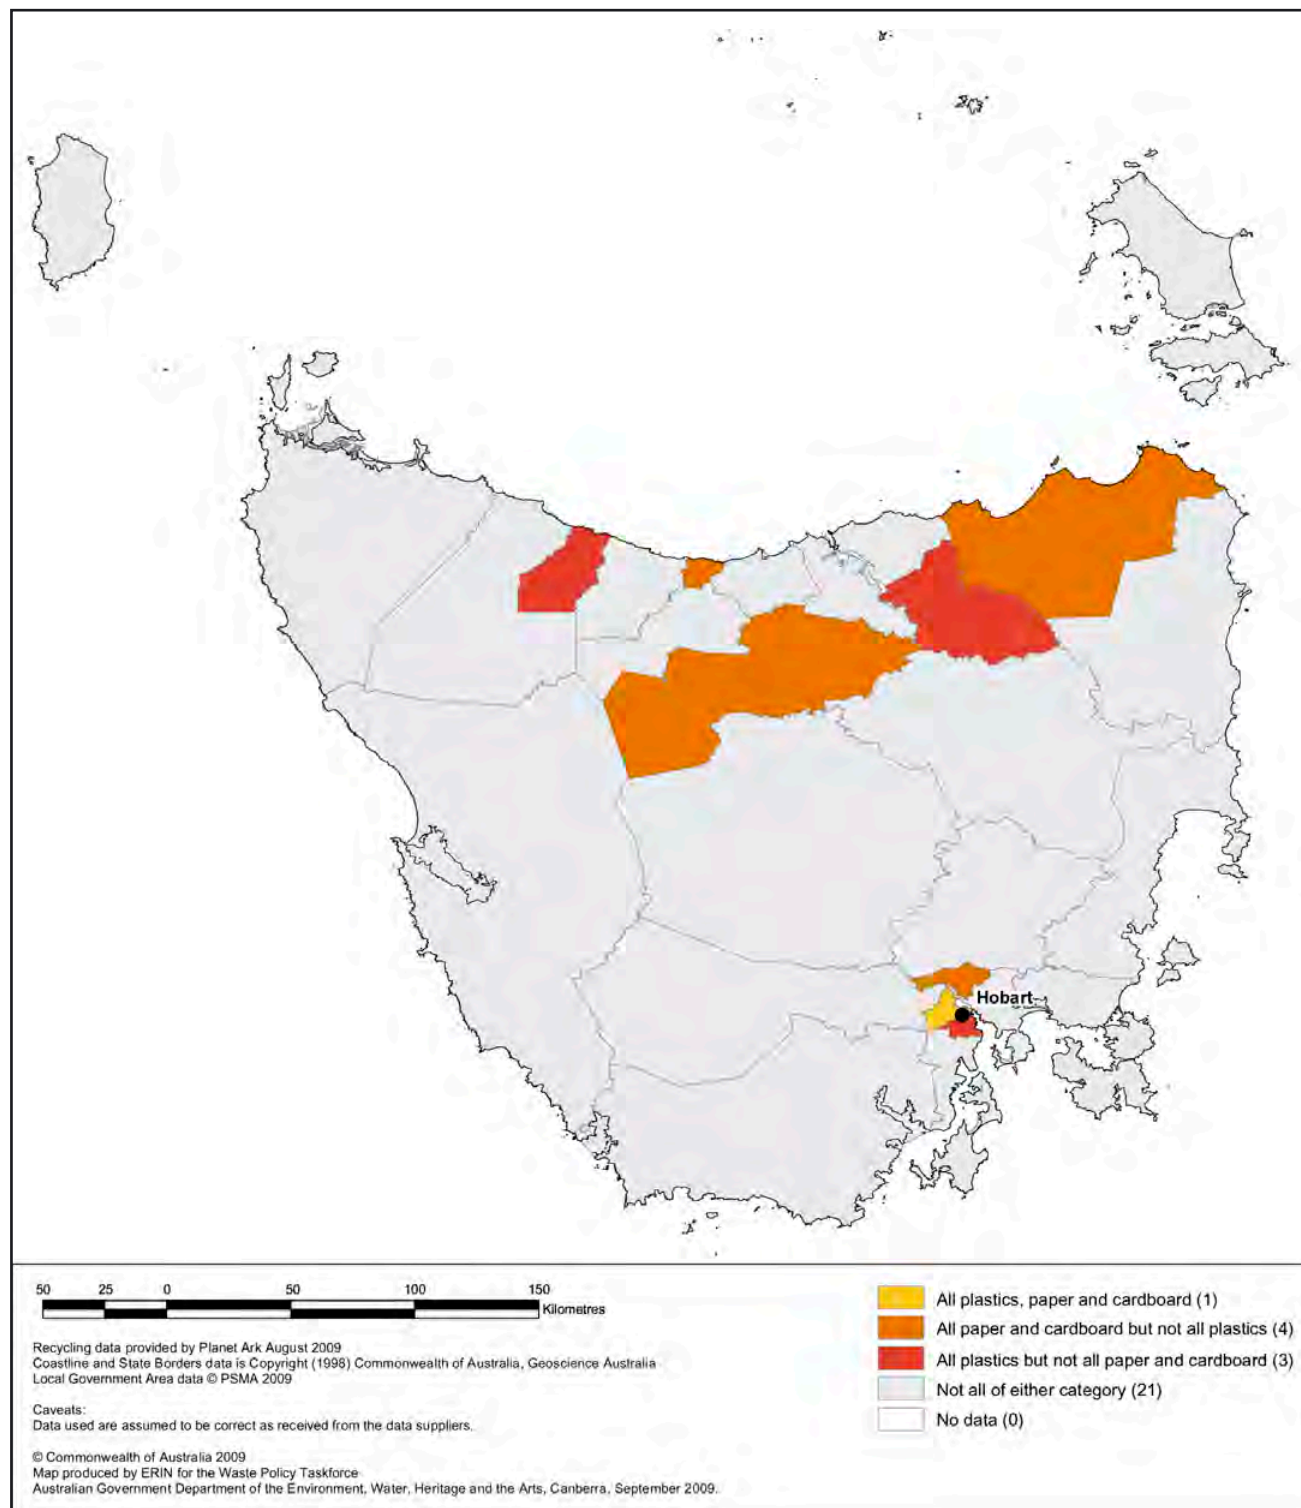 Hobart
50 25 0 50 100 150
Kilometres
Recycling data provided by Planet Ark August 2009
Coastline and State Borders data is Copyright (1998) Commonwealth of Australia, Geoscience Australia
Local Government Area data © PSMA 2009
Caveats:
Data used are assumed to be correct as received from the data suppliers.
© Commonwealth of Australia 2009
Map produced by ERIN for the Waste Policy Taskforce
Australian Government Department of the Environment, Water, Heritage and the Arts, Canberra, September 2009.
All plastics, paper and cardboard (1)
All paper and cardboard but not all plastics (4)
All plastics but not all paper and cardboard (3)
Not all of either category (21)
No data (0)